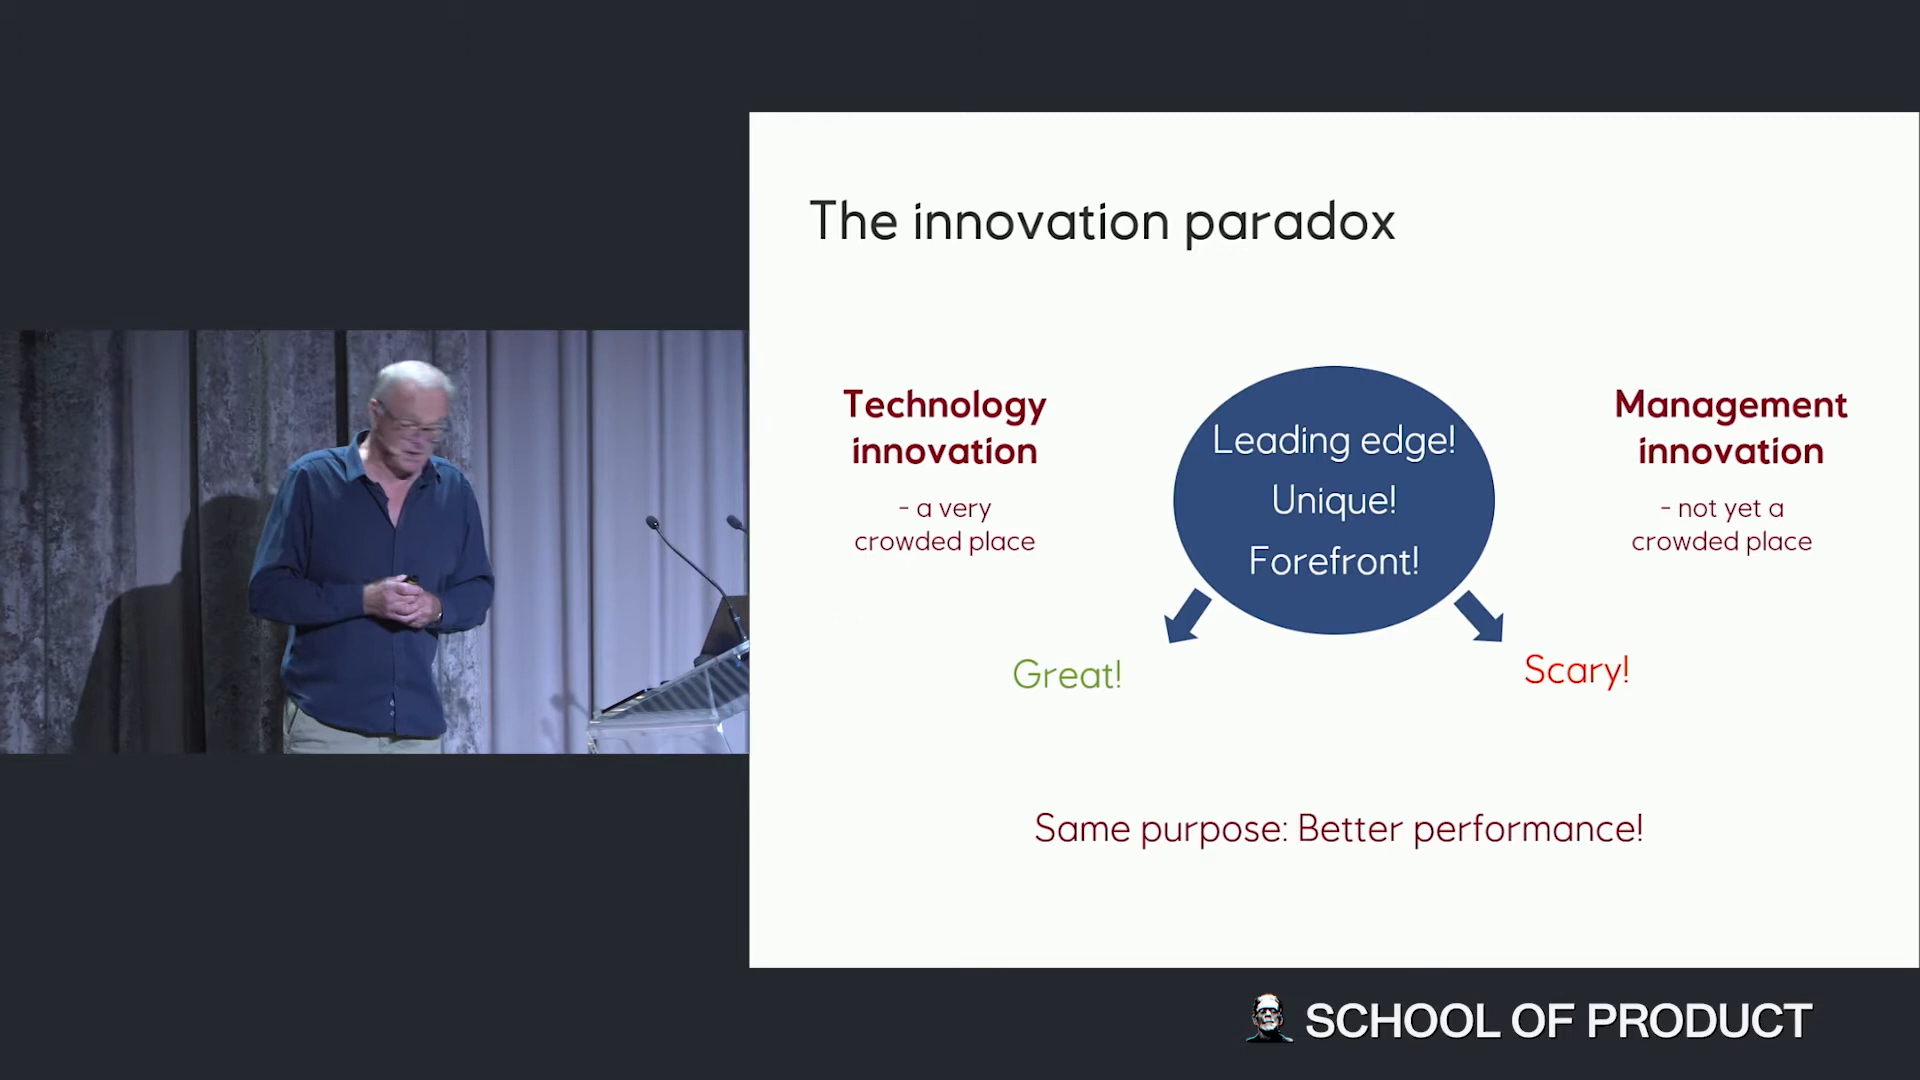 The innovation paradox
Technology
innovation
- a very
crowded place
Leading edge!
Unique!
Forefront!
Management
innovation
- not yet a
crowded place
Great!
Scary!
Same purpose: Better performance!
SCHOOL OF PRODUCT